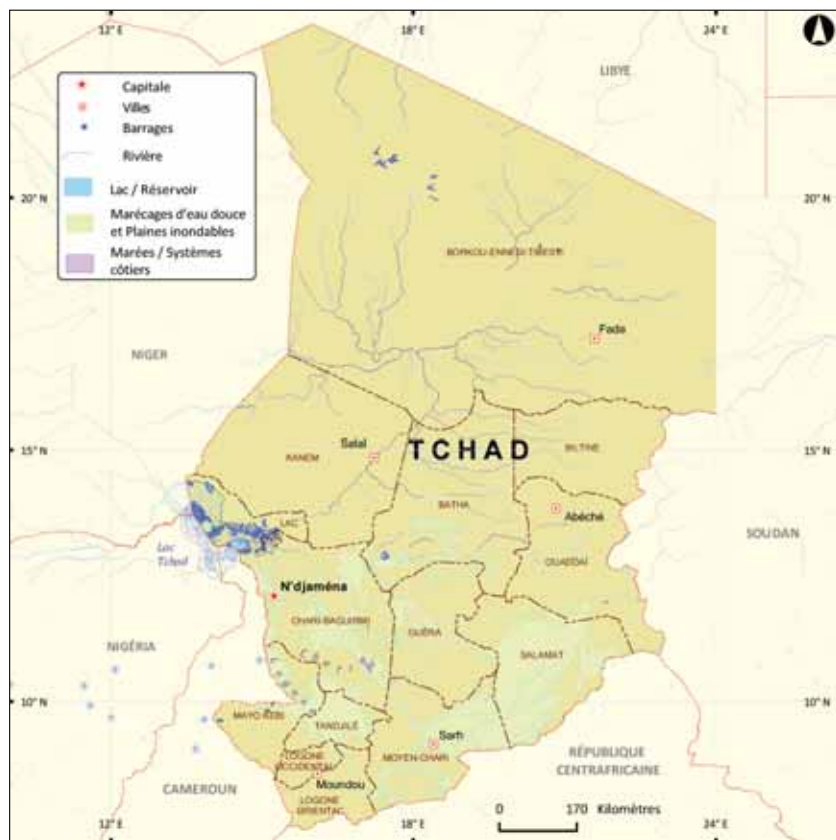 12° E
18° E
24° E
LIBYE
Capitale
Villes
Barrages
Rivière
Lac / Réservoir
Marécages d'eau douce
et Plaines inondables
Marées / Systèmes
côtiers
20° N
20° N
BORKOU-ENNEDI-TIBESTI
Fada
NIGER
15° N
Salal
TCHAD
15° N
KANEM
BILTINE
BATHA
Abéché
LAC
Lac
Tchad
SOUDAN
OUADDAÏ
N'djaména
CHARI-BAGUIRMI
GUÉRA
NIGÉRIA
SALAMAT
Chari
10° N
10° N
MAYO-KEBI
TANDJILÉ
Sarh
MOYEN-CHARI
LOGONE
OCCIDENTAL
RÉPUBLIQUE
CENTRAFRICAINE
Moundou
CAMEROUN
LOGONE
ORIENTAL
0 170 Kilomètres
12° E
18° E
24° E